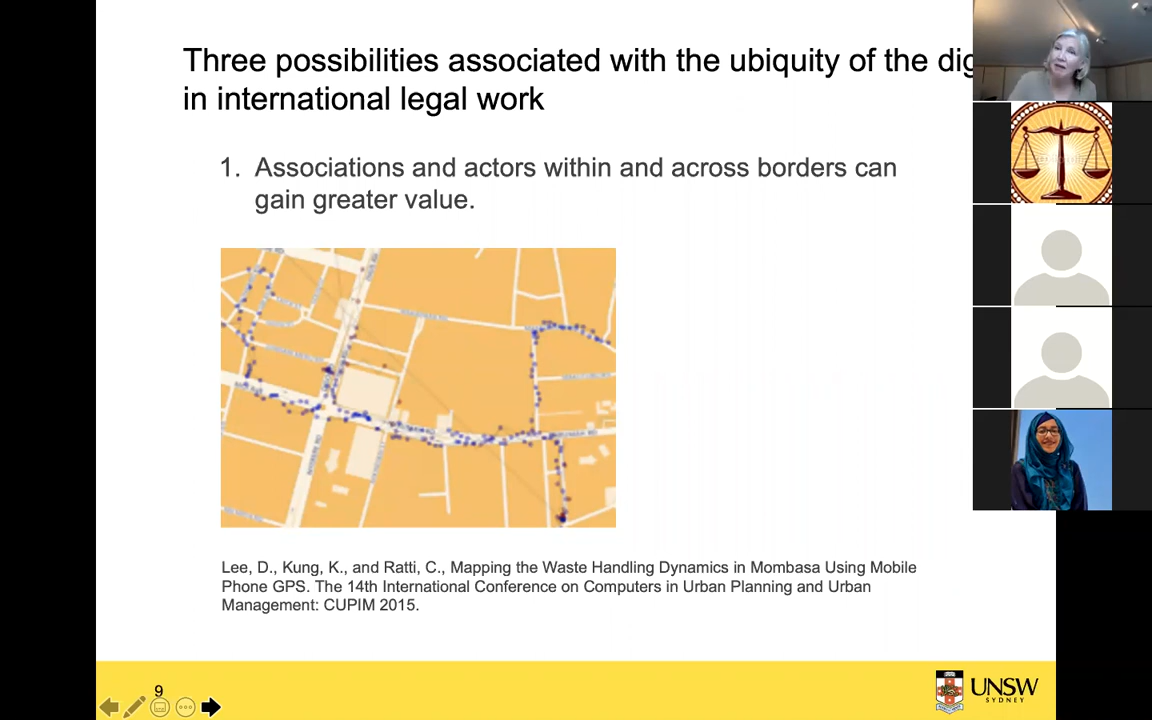 Three possibilities associated with the ubiquity of the dig
in international legal work
1. Associations and actors within and across borders can
gain greater value.
Lee, D., Kung, K., and Ratti, C., Mapping the Waste Handling Dynamics in Mombasa Using Mobile
Phone GPS. The 14th International Conference on Computers in Urban Planning and Urban
Management: CUPIM 2015.
9
UNSW
SYDNEY